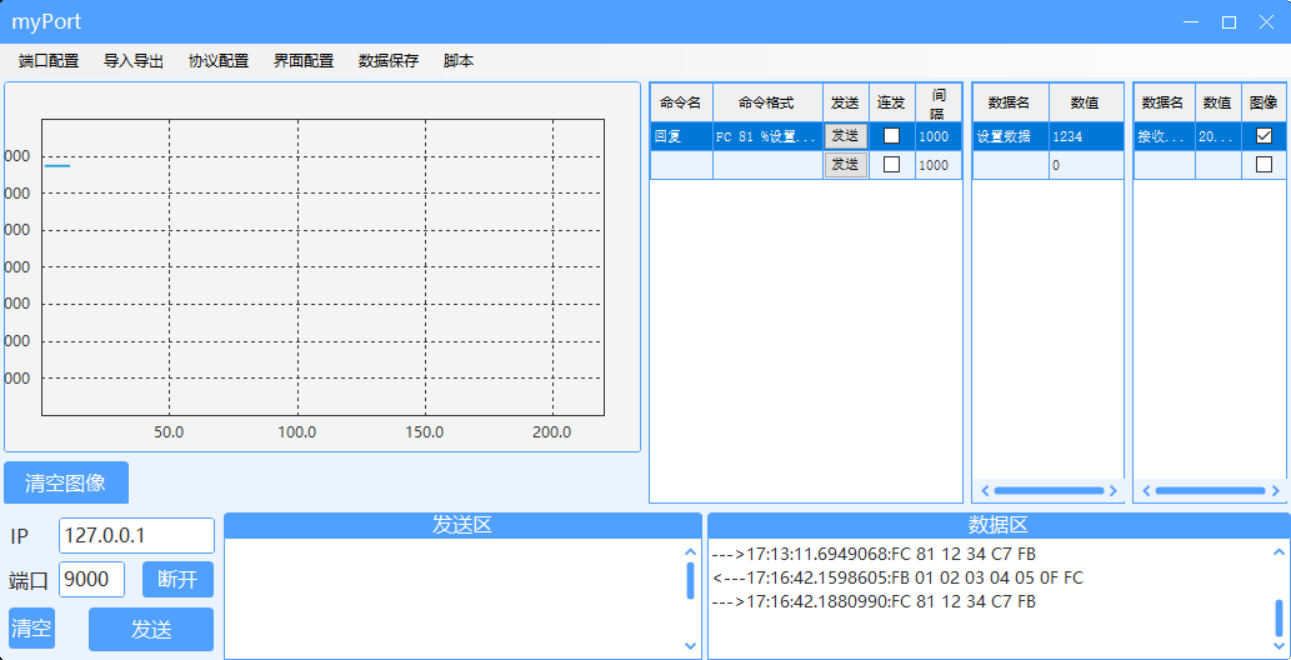 myPort
端口配置 导入导出 协议配置 界面配置 数据保存 脚本
000
000
000
000
000
000
000
50.0 100.0 150.0 200.0
清空图像
命令名 命令格式 发送 连发 间隔
回复 FC 81 %设置... 发送 1000
发送 1000
数据名 数值
设置数据 1234
0
数据名 数值 图像
接收... 20...
IP 127.0.0.1
端口 9000 断开
清空 发送
发送区
数据区
--->17:13:11.6949068:FC 81 12 34 C7 FB
<---17:16:42.1598605:FB 01 02 03 04 05 0F FC
--->17:16:42.1880990:FC 81 12 34 C7 FB